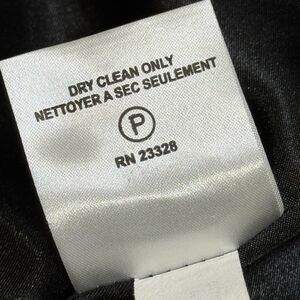 DRY CLEAN ONLY
NETTOYER A SEC SEULEMENT
P
RN 23328